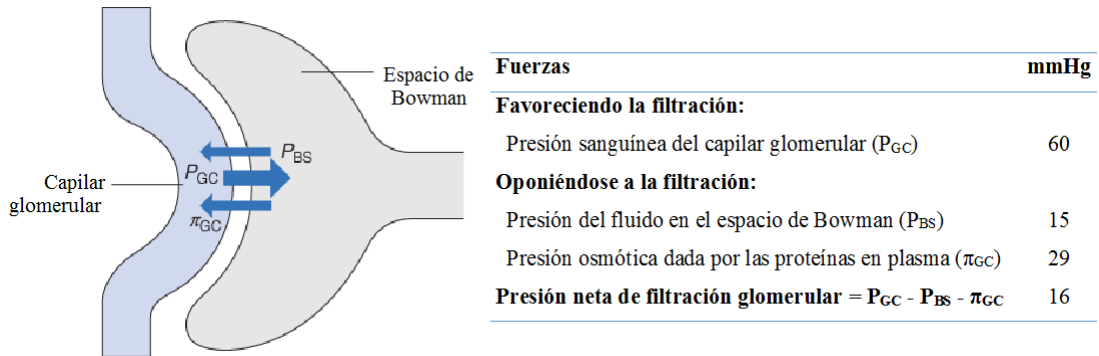 Espacio de
Bowman
P_BS
P_GC
π_GC
Capilar
glomerular
Fuerzas mmHg
Favoreciendo la filtración:
Presión sanguínea del capilar glomerular (P_GC) 60
Oponiéndose a la filtración:
Presión del fluido en el espacio de Bowman (P_BS) 15
Presión osmótica dada por las proteínas en plasma (π_GC) 29
Presión neta de filtración glomerular = P_GC - P_BS - π_GC 16